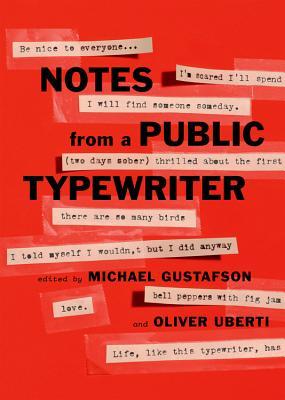 Be nice to everyone...
NOTES
I'm scared I'll spend
I will find someone someday.
from a PUBLIC
(two days sober) thrilled about the first
TYPEWRITER
there are so many birds
I told myself I wouldn,t but I did anyway
edited by MICHAEL GUSTAFSON
bell peppers with fig jam
love.
and OLIVER UBERTI
Life, like this typewriter, has